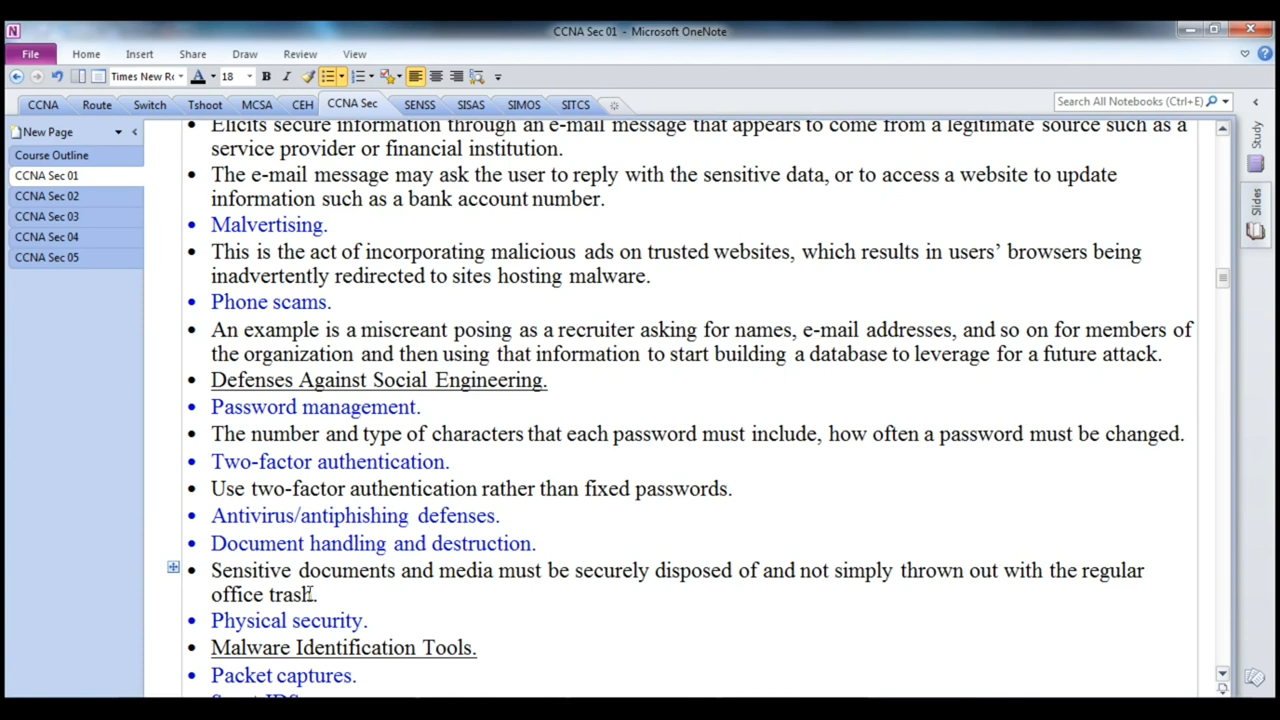 CCNA Sec 01 - Microsoft OneNote
File Home Insert Share Draw Review View
Times New Ro 18 B I
CCNA Route Switch Tshoot MCSA CEH CCNA Sec SENSS SISAS SIMOS SITCS
Search All Notebooks (Ctrl+E)
New Page
Course Outline
CCNA Sec 01
CCNA Sec 02
CCNA Sec 03
CCNA Sec 04
CCNA Sec 05
• Elicits secure information through an e-mail message that appears to come from a legitimate source such as a
service provider or financial institution.
• The e-mail message may ask the user to reply with the sensitive data, or to access a website to update
information such as a bank account number.
• Malvertising.
• This is the act of incorporating malicious ads on trusted websites, which results in users’ browsers being
inadvertently redirected to sites hosting malware.
• Phone scams.
• An example is a miscreant posing as a recruiter asking for names, e-mail addresses, and so on for members of
the organization and then using that information to start building a database to leverage for a future attack.
• Defenses Against Social Engineering.
• Password management.
• The number and type of characters that each password must include, how often a password must be changed.
• Two-factor authentication.
• Use two-factor authentication rather than fixed passwords.
• Antivirus/antiphishing defenses.
• Document handling and destruction.
• Sensitive documents and media must be securely disposed of and not simply thrown out with the regular
office trash.
• Physical security.
• Malware Identification Tools.
• Packet captures.
Study
Slides